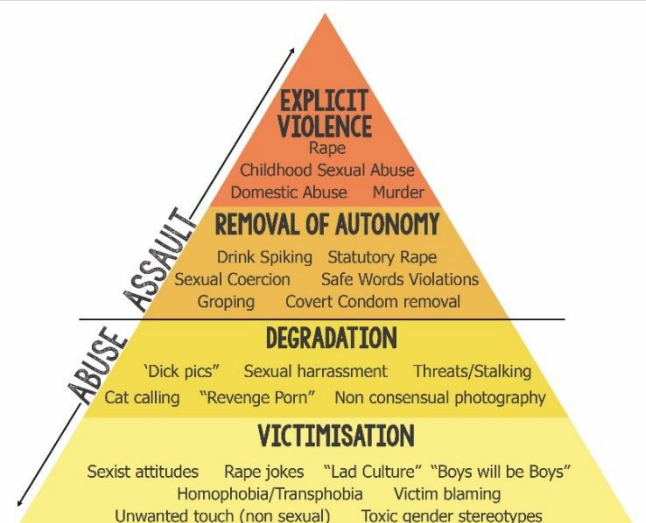 EXPLICIT
VIOLENCE
Rape
Childhood Sexual Abuse
Domestic Abuse Murder
REMOVAL OF AUTONOMY
Drink Spiking Statutory Rape
Sexual Coercion Safe Words Violations
Groping Covert Condom removal
ASSAULT
ABUSE
DEGRADATION
'Dick pics” Sexual harrassment Threats/Stalking
Cat calling “Revenge Porn” Non consensual photography
VICTIMISATION
Sexist attitudes Rape jokes “Lad Culture” “Boys will be Boys”
Homophobia/Transphobia Victim blaming
Unwanted touch (non sexual) Toxic gender stereotypes